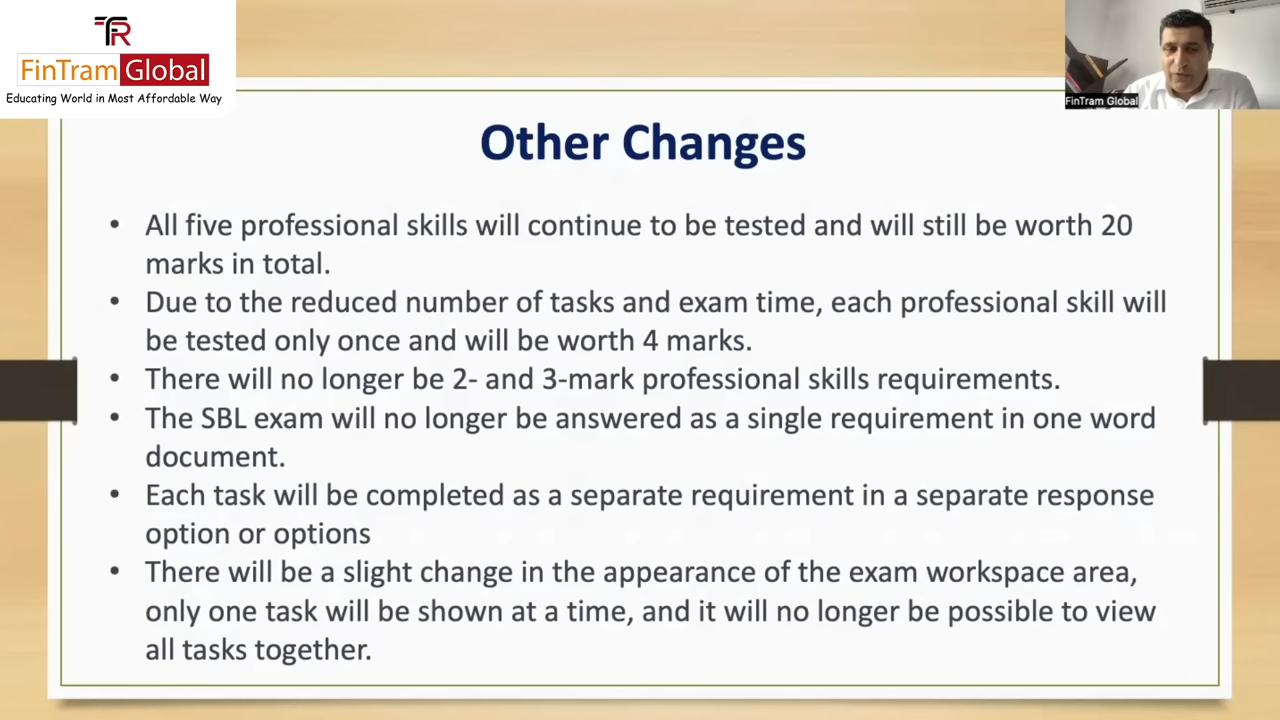 TR
FinTram Global
Educating World in Most Affordable Way
FinTram Global
Other Changes
• All five professional skills will continue to be tested and will still be worth 20
marks in total.
• Due to the reduced number of tasks and exam time, each professional skill will
be tested only once and will be worth 4 marks.
• There will no longer be 2- and 3-mark professional skills requirements.
• The SBL exam will no longer be answered as a single requirement in one word
document.
• Each task will be completed as a separate requirement in a separate response
option or options
• There will be a slight change in the appearance of the exam workspace area,
only one task will be shown at a time, and it will no longer be possible to view
all tasks together.